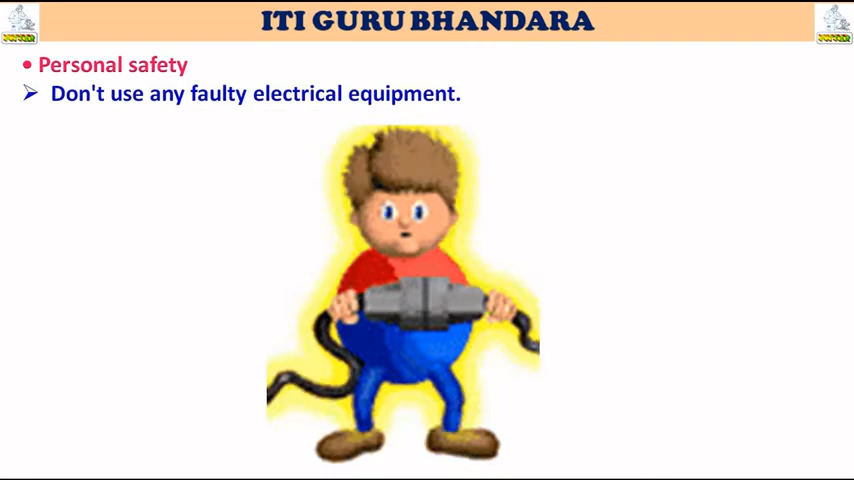 ITI GURU BHANDARA
• Personal safety
➢ Don't use any faulty electrical equipment.